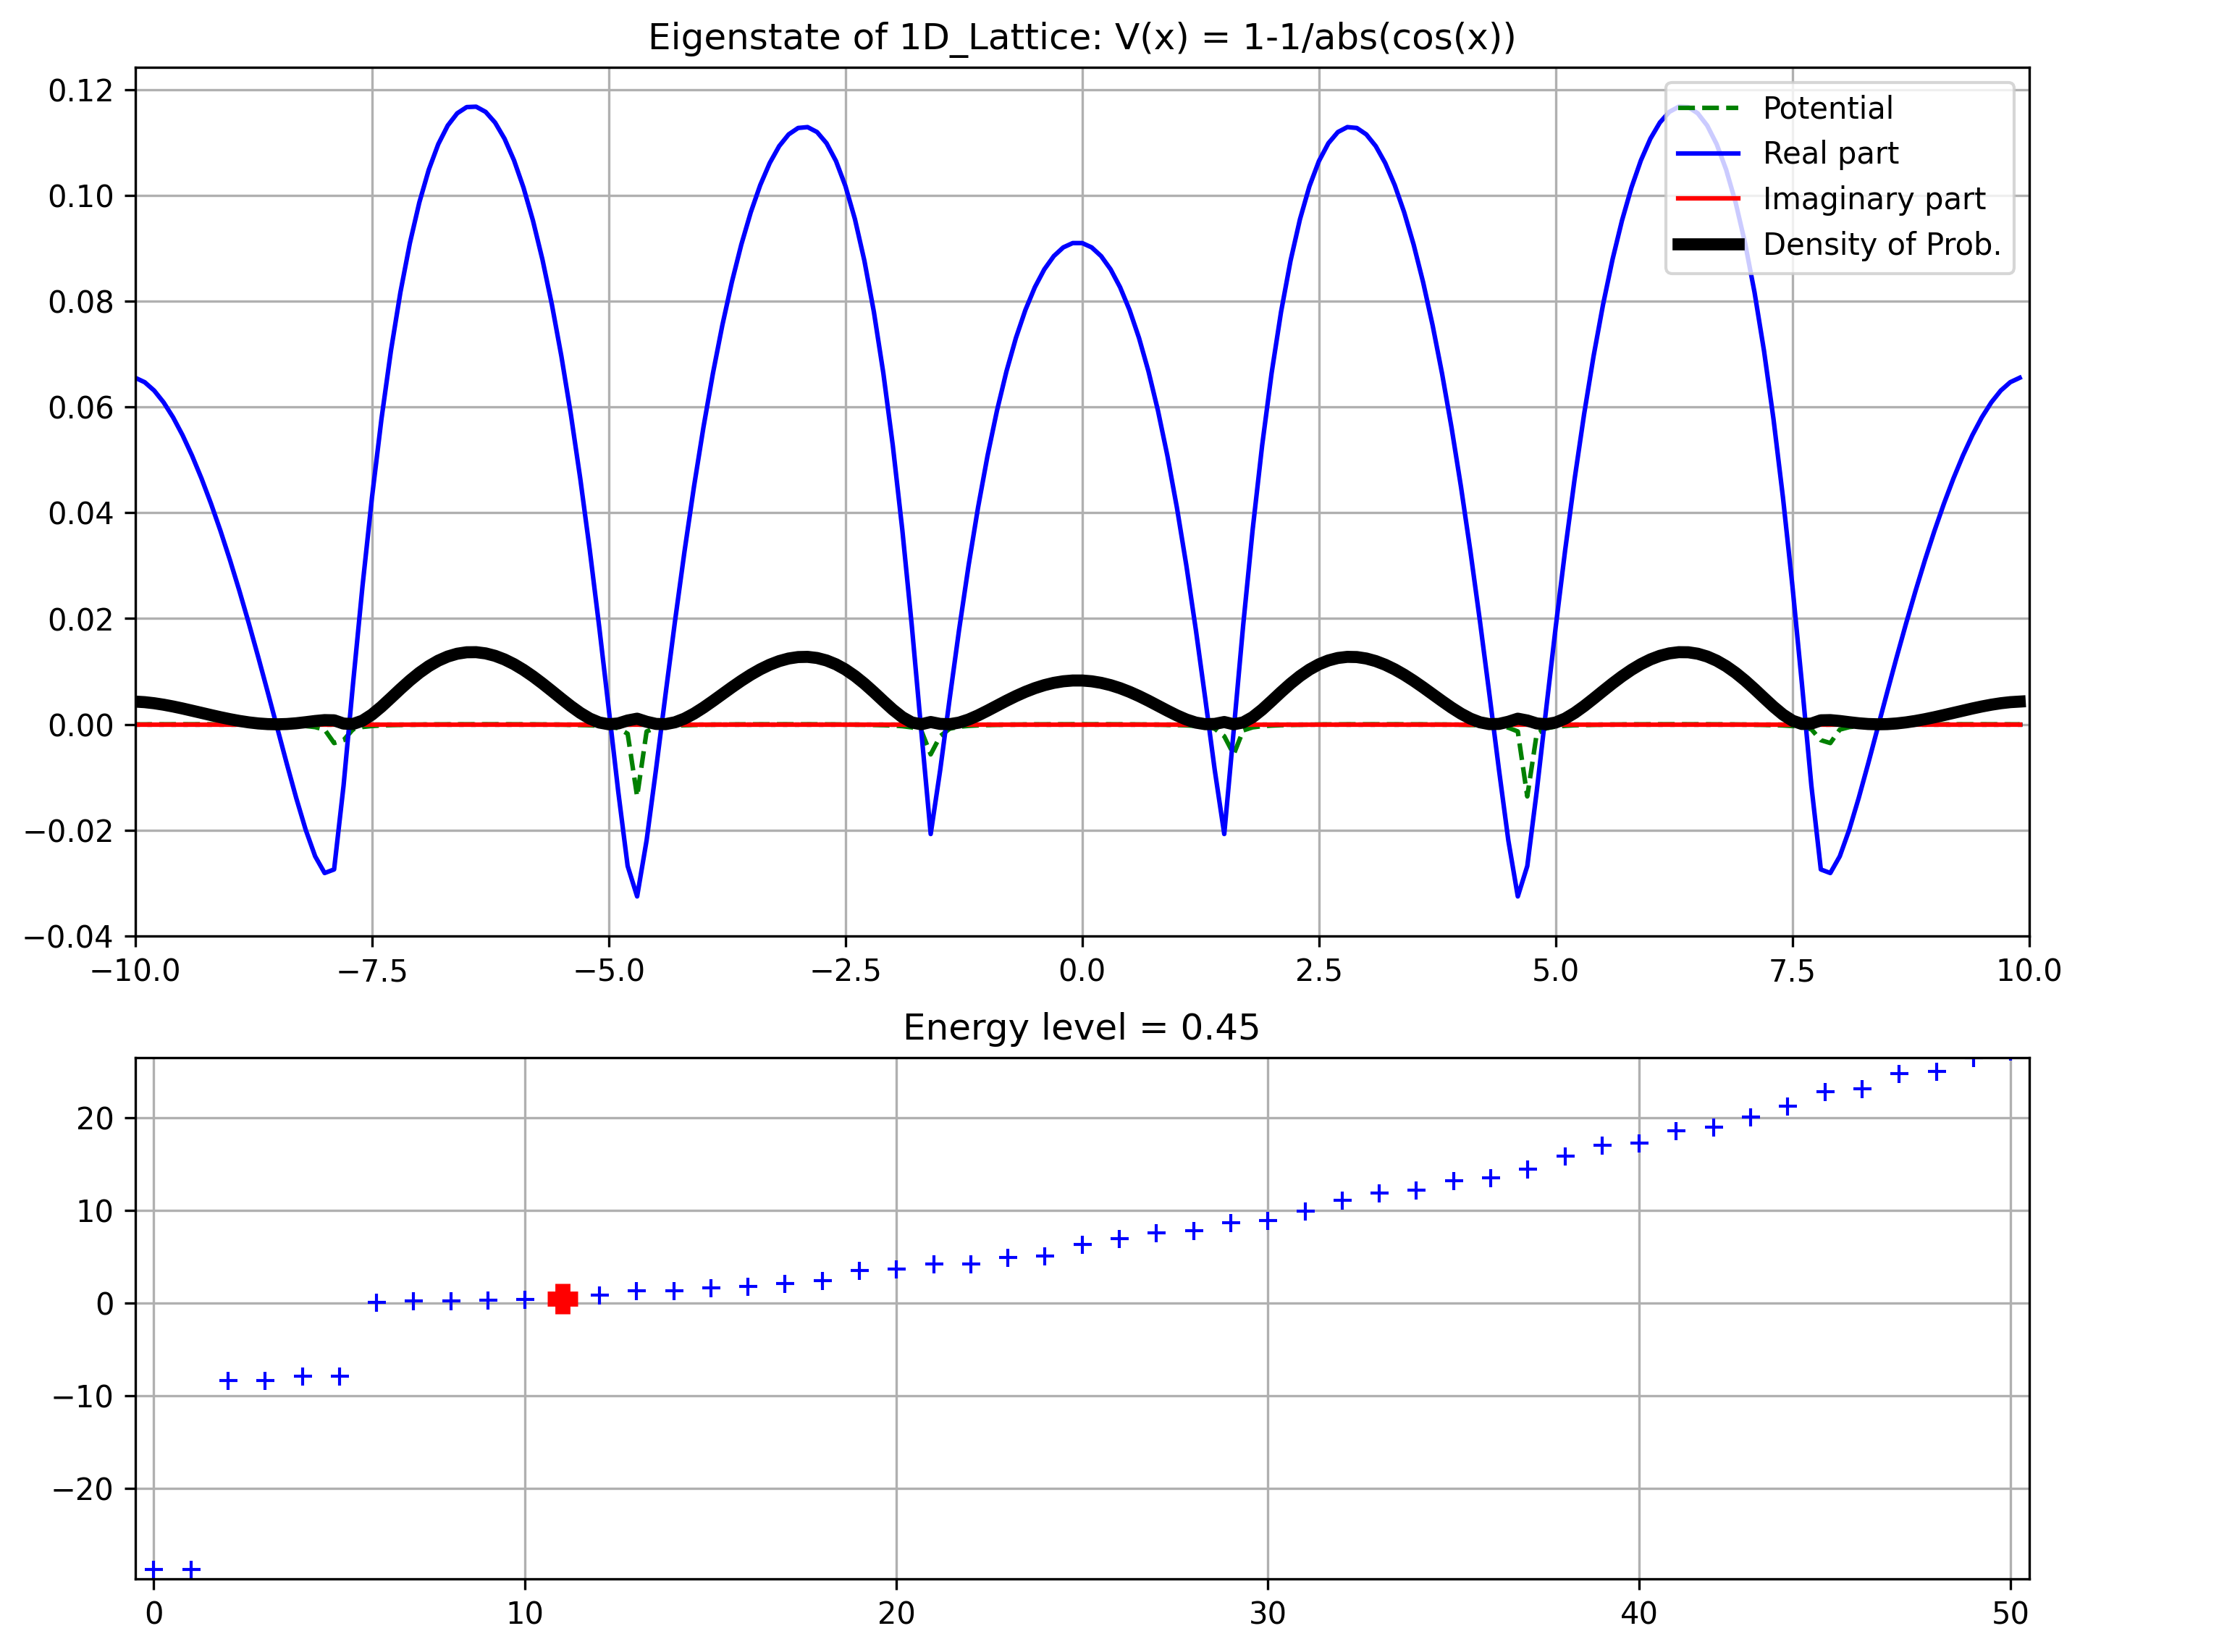 Eigenstate of 1D_Lattice: V(x) = 1-1/abs(cos(x))
0.12
0.10
0.08
0.06
0.04
0.02
0.00
−0.02
−0.04
Potential
Real part
Imaginary part
Density of Prob.
−10.0 −7.5 −5.0 −2.5 0.0 2.5 5.0 7.5 10.0
Energy level = 0.45
20
10
0
−10
−20
0 10 20 30 40 50